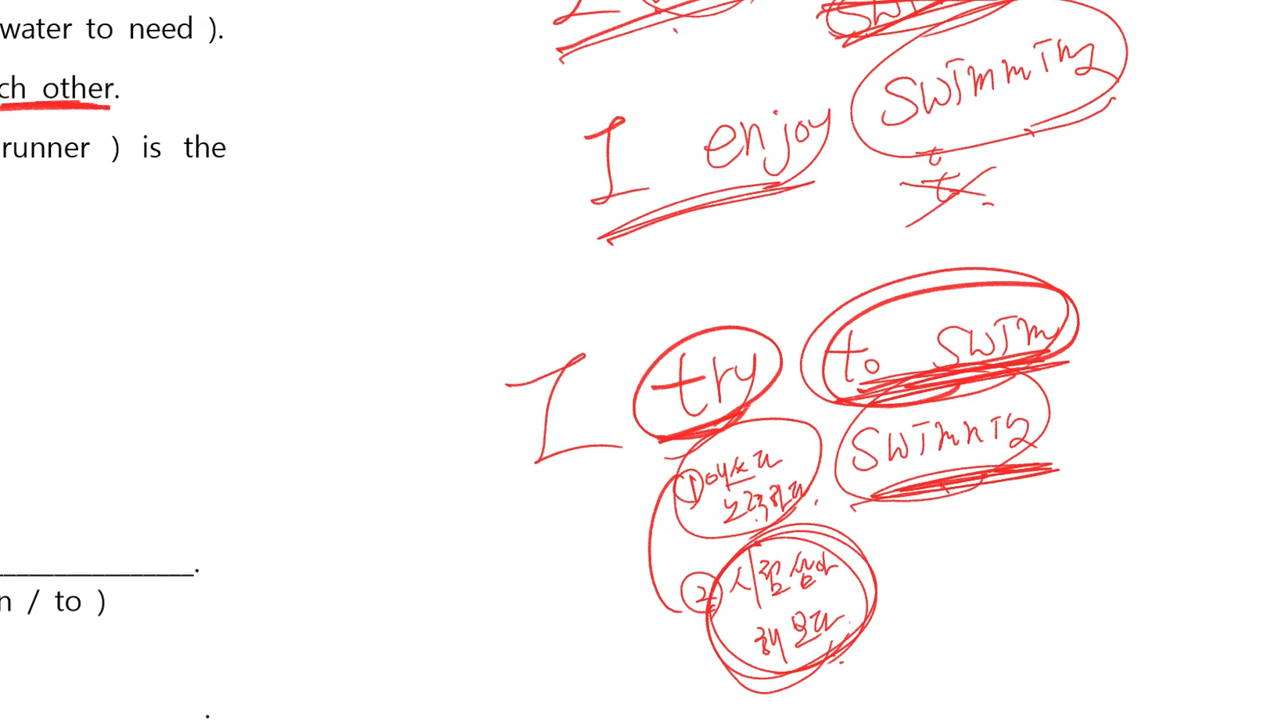 water to need ).
ch other.
runner ) is the
I enjoy swimming
I try to swim
swimming
① 애쓰다
노력하다.
② 시험삼아
해보다.
n / to )